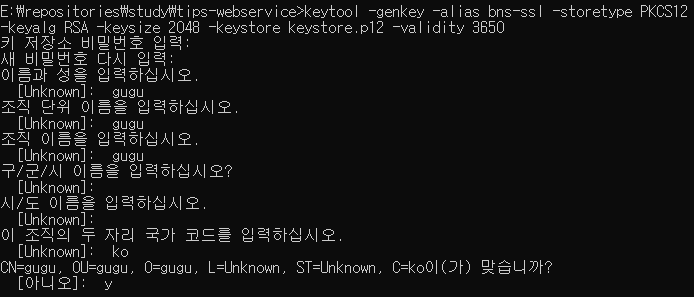 E:\repositories\study\tips-webservice>keytool -genkey -alias bns-ssl -storetype PKCS12
-keyalg RSA -keysize 2048 -keystore keystore.p12 -validity 3650
키 저장소 비밀번호 입력:
새 비밀번호 다시 입력:
이름과 성을 입력하십시오.
  [Unknown]:  gugu
조직 단위 이름을 입력하십시오.
  [Unknown]:  gugu
조직 이름을 입력하십시오.
  [Unknown]:  gugu
구/군/시 이름을 입력하십시오?
  [Unknown]:
시/도 이름을 입력하십시오.
  [Unknown]:
이 조직의 두 자리 국가 코드를 입력하십시오.
  [Unknown]:  ko
CN=gugu, OU=gugu, O=gugu, L=Unknown, ST=Unknown, C=ko이(가) 맞습니까?
  [아니오]:  y